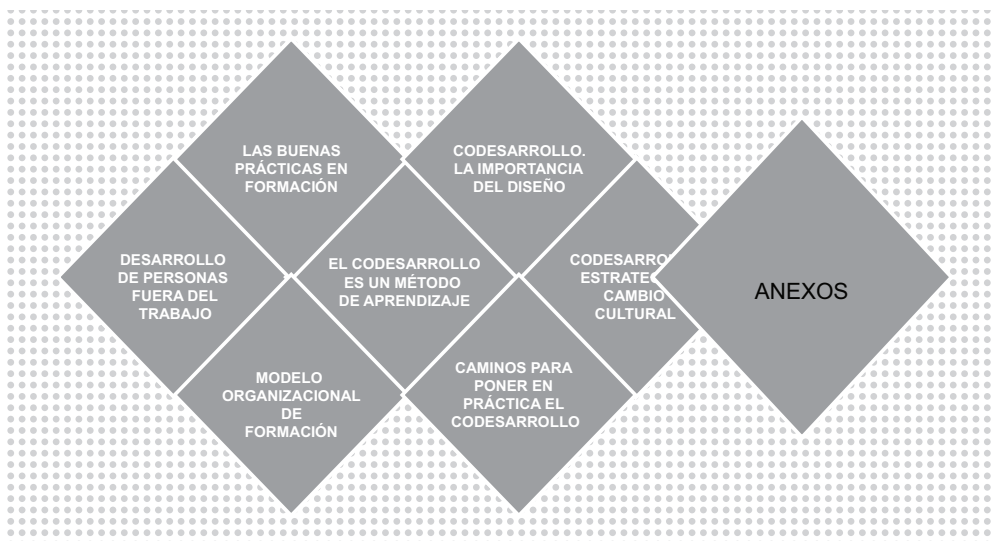 LAS BUENAS
PRÁCTICAS EN
FORMACIÓN
CODESARROLLO.
LA IMPORTANCIA
DEL DISEÑO
DESARROLLO
DE PERSONAS
FUERA DEL
TRABAJO
EL CODESARROLLO
ES UN MÉTODO
DE APRENDIZAJE
CAMBIO
CULTURAL
ANEXOS
MODELO
ORGANIZACIONAL
DE
FORMACIÓN
CAMINOS PARA
PONER EN
PRÁCTICA EL
CODESARROLLO